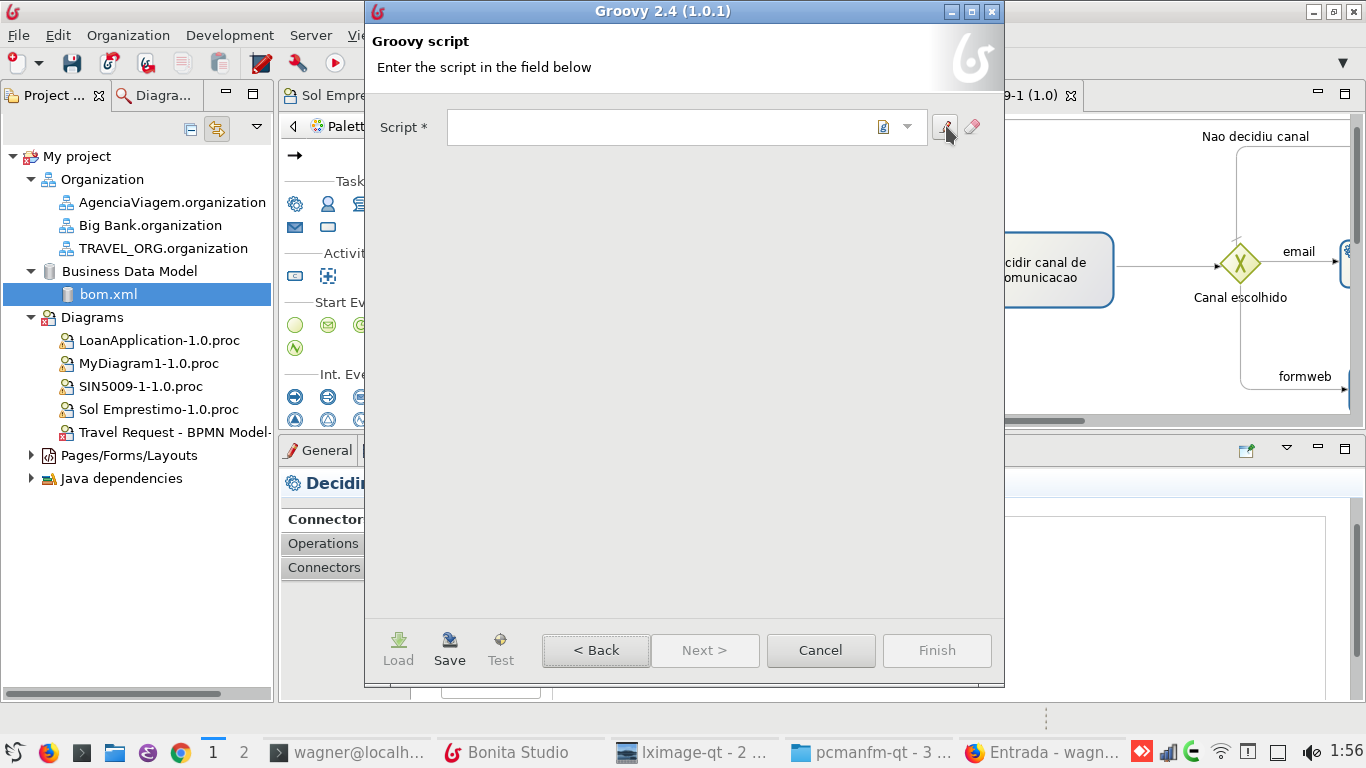 Groovy 2.4 (1.0.1)
File Edit Organization Development Server
Groovy script
Enter the script in the field below
Project ...
Diagra...
Sol Empre
9-1 (1.0)
Palett
Script *
My project
Organization
AgenciaViagem.organization
Big Bank.organization
TRAVEL_ORG.organization
Business Data Model
bom.xml
Diagrams
LoanApplication-1.0.proc
MyDiagram1-1.0.proc
SIN5009-1-1.0.proc
Sol Emprestimo-1.0.proc
Travel Request - BPMN Model-
Pages/Forms/Layouts
Java dependencies
Task
Activit
Start Ev
Int. Eve
Nao decidiu canal
cidir canal de
omunicacao
X
email
Canal escolhido
formweb
General
Decidin
Connector
Operations
Connectors
Load
Save
Test
< Back
Next >
Cancel
Finish
1
2
wagner@localh...
Bonita Studio
lximage-qt - 2 ...
pcmanfm-qt - 3 ...
Entrada - wagn...
1:56